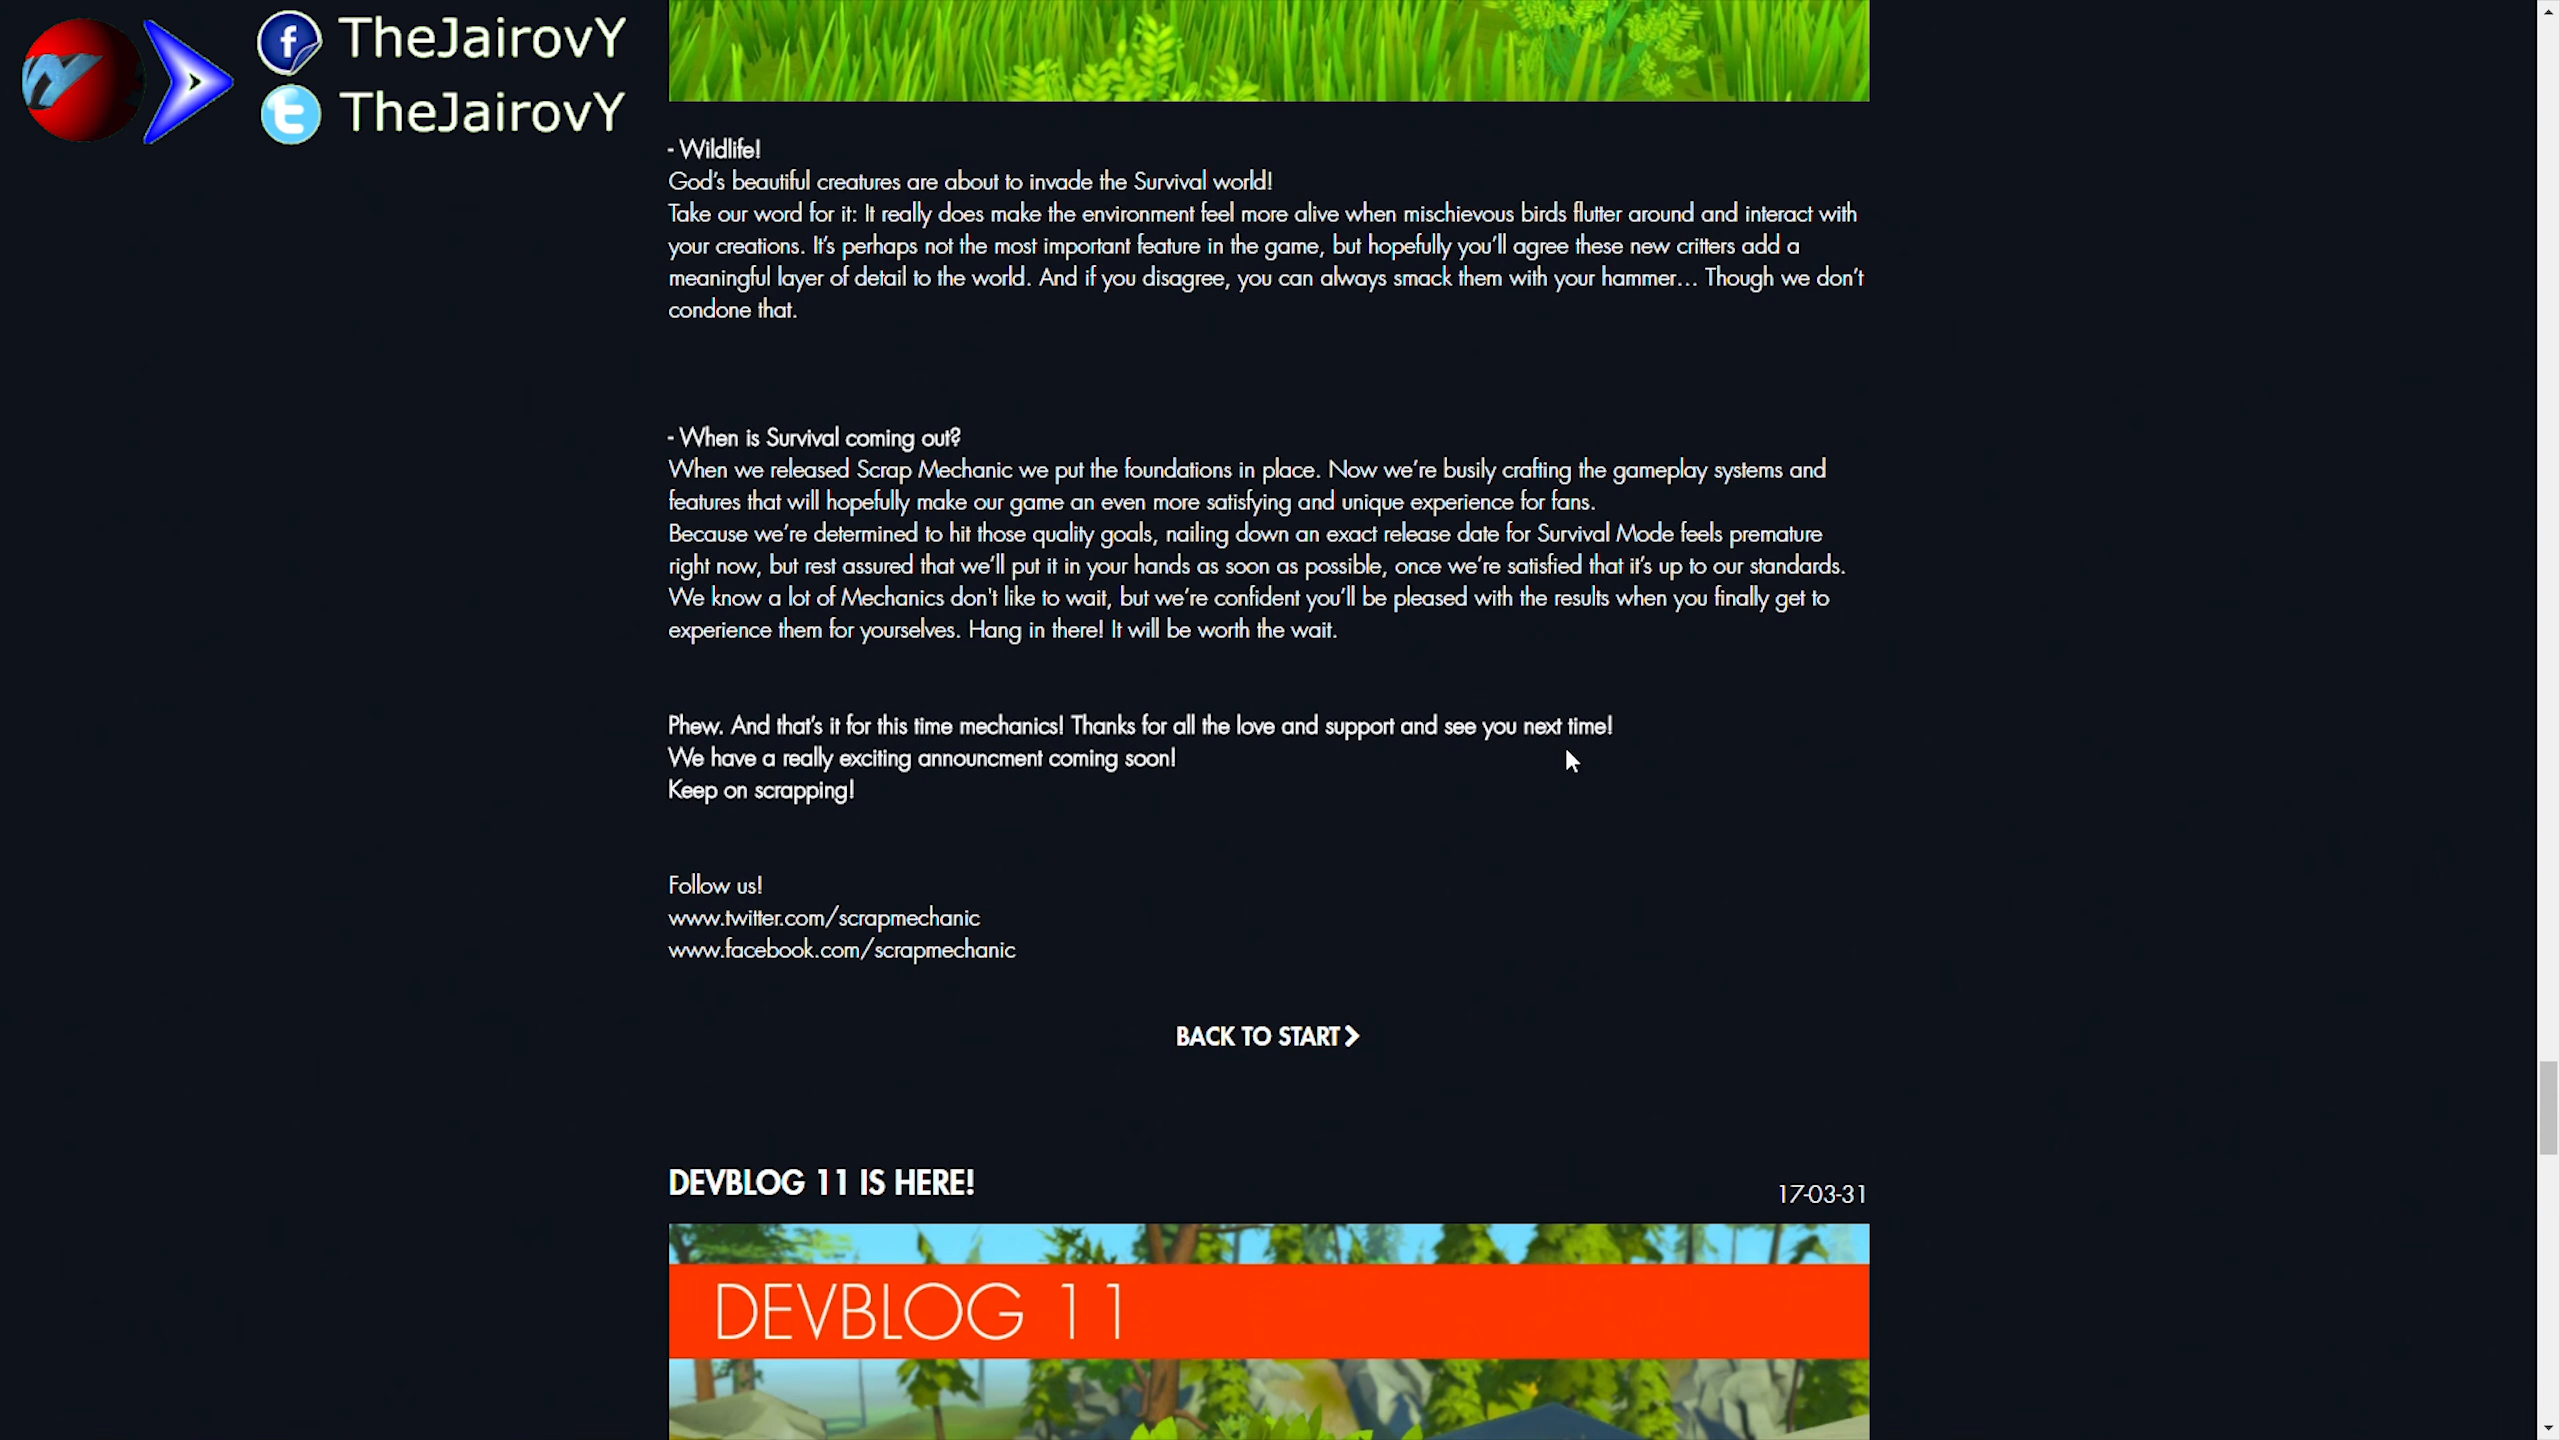 TheJairovY
TheJairovY
- Wildlife!
God's beautiful creatures are about to invade the Survival world!
Take our word for it: It really does make the environment feel more alive when mischievous birds flutter around and interact with
your creations. It's perhaps not the most important feature in the game, but hopefully you'll agree these new critters add a
meaningful layer of detail to the world. And if you disagree, you can always smack them with your hammer... Though we don't
condone that.
- When is Survival coming out?
When we released Scrap Mechanic we put the foundations in place. Now we're busily crafting the gameplay systems and
features that will hopefully make our game an even more satisfying and unique experience for fans.
Because we're determined to hit those quality goals, nailing down an exact release date for Survival Mode feels premature
right now, but rest assured that we'll put it in your hands as soon as possible, once we're satisfied that it's up to our standards.
We know a lot of Mechanics don't like to wait, but we're confident you'll be pleased with the results when you finally get to
experience them for yourselves. Hang in there! It will be worth the wait.
Phew. And that's it for this time mechanics! Thanks for all the love and support and see you next time!
We have a really exciting announcment coming soon!
Keep on scrapping!
Follow us!
www.twitter.com/scrapmechanic
www.facebook.com/scrapmechanic
BACK TO START
DEVBLOG 11 IS HERE!
17-03-31
DEVBLOG 11